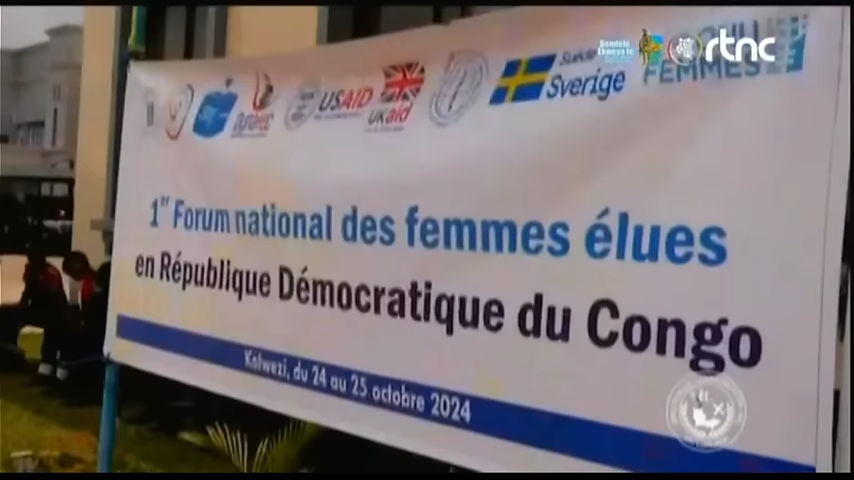 rtnc
USAID
UKaid
Suède
Sverige
FEMMES
1er Forum national des femmes élues
en République Démocratique du Congo
Kolwezi, du 24 au 25 octobre 2024